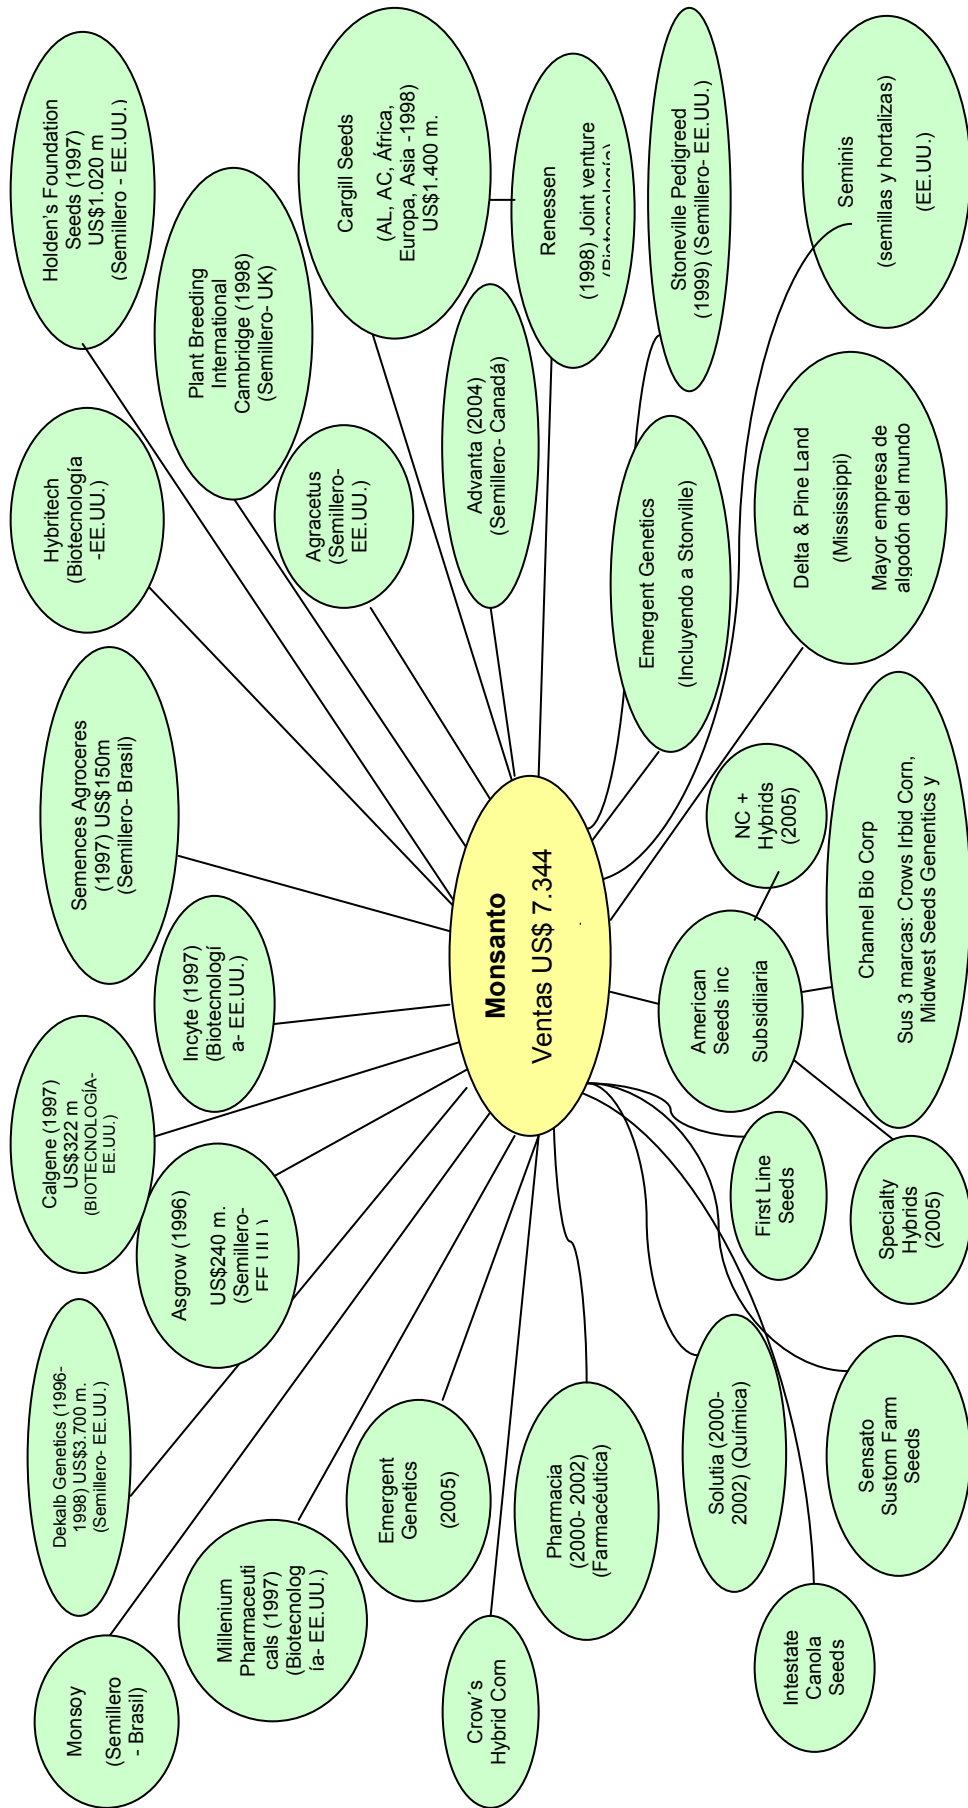 Monsoy
(Semillero
- Brasil)
Dekalb Genetics (1996-
1998) US$3.700 m.
(Semillero- EE.UU.)
Calgene (1997)
US$322 m
(BIOTECNOLOGÍA-
EE.UU.)
Semences Agroceres
(1997) US$150m
(Semillero- Brasil)
Hybritech
(Biotecnología
-EE.UU.)
Holden's Foundation
Seeds (1997)
US$1.020 m
(Semillero - EE.UU.)
Asgrow (1996)
US$240 m.
(Semillero-
EE.UU.)
Incyte (1997)
(Biotecnologí
a- EE.UU.)
Plant Breeding
International
Cambridge (1998)
(Semillero- UK)
Millenium
Pharmaceuti
cals (1997)
(Biotecnolog
ía- EE.UU.)
Agracetus
(Semillero-
EE.UU.)
Cargill Seeds
(AL, AC, África,
Europa, Asia -1998)
US$1.400 m.
Emergent
Genetics
(2005)
Advanta (2004)
(Semillero- Canadá)
Crow´s
Hybrid Corn
Monsanto
Ventas US$ 7.344
.
Renessen
(1998) Joint venture
(Biotecnología)
Pharmacia
(2000- 2002)
(Farmacéutica)
Emergent Genetics
(Incluyendo a Stonville)
Stoneville Pedigreed
(1999) (Semillero- EE.UU.)
Solutia (2000-
2002) (Química)
First Line
Seeds
American
Seeds inc
Subsidiiaria
NC +
Hybrids
(2005)
Delta & Pine Land
(Mississippi)
Mayor empresa de
algodón del mundo
Seminis
(semillas y hortalizas)
(EE.UU.)
Intestate
Canola
Seeds
Sensato
Sustom Farm
Seeds
Specialty
Hybrids
(2005)
Channel Bio Corp
Sus 3 marcas: Crows Irbid Corn,
Midwest Seeds Genentics y